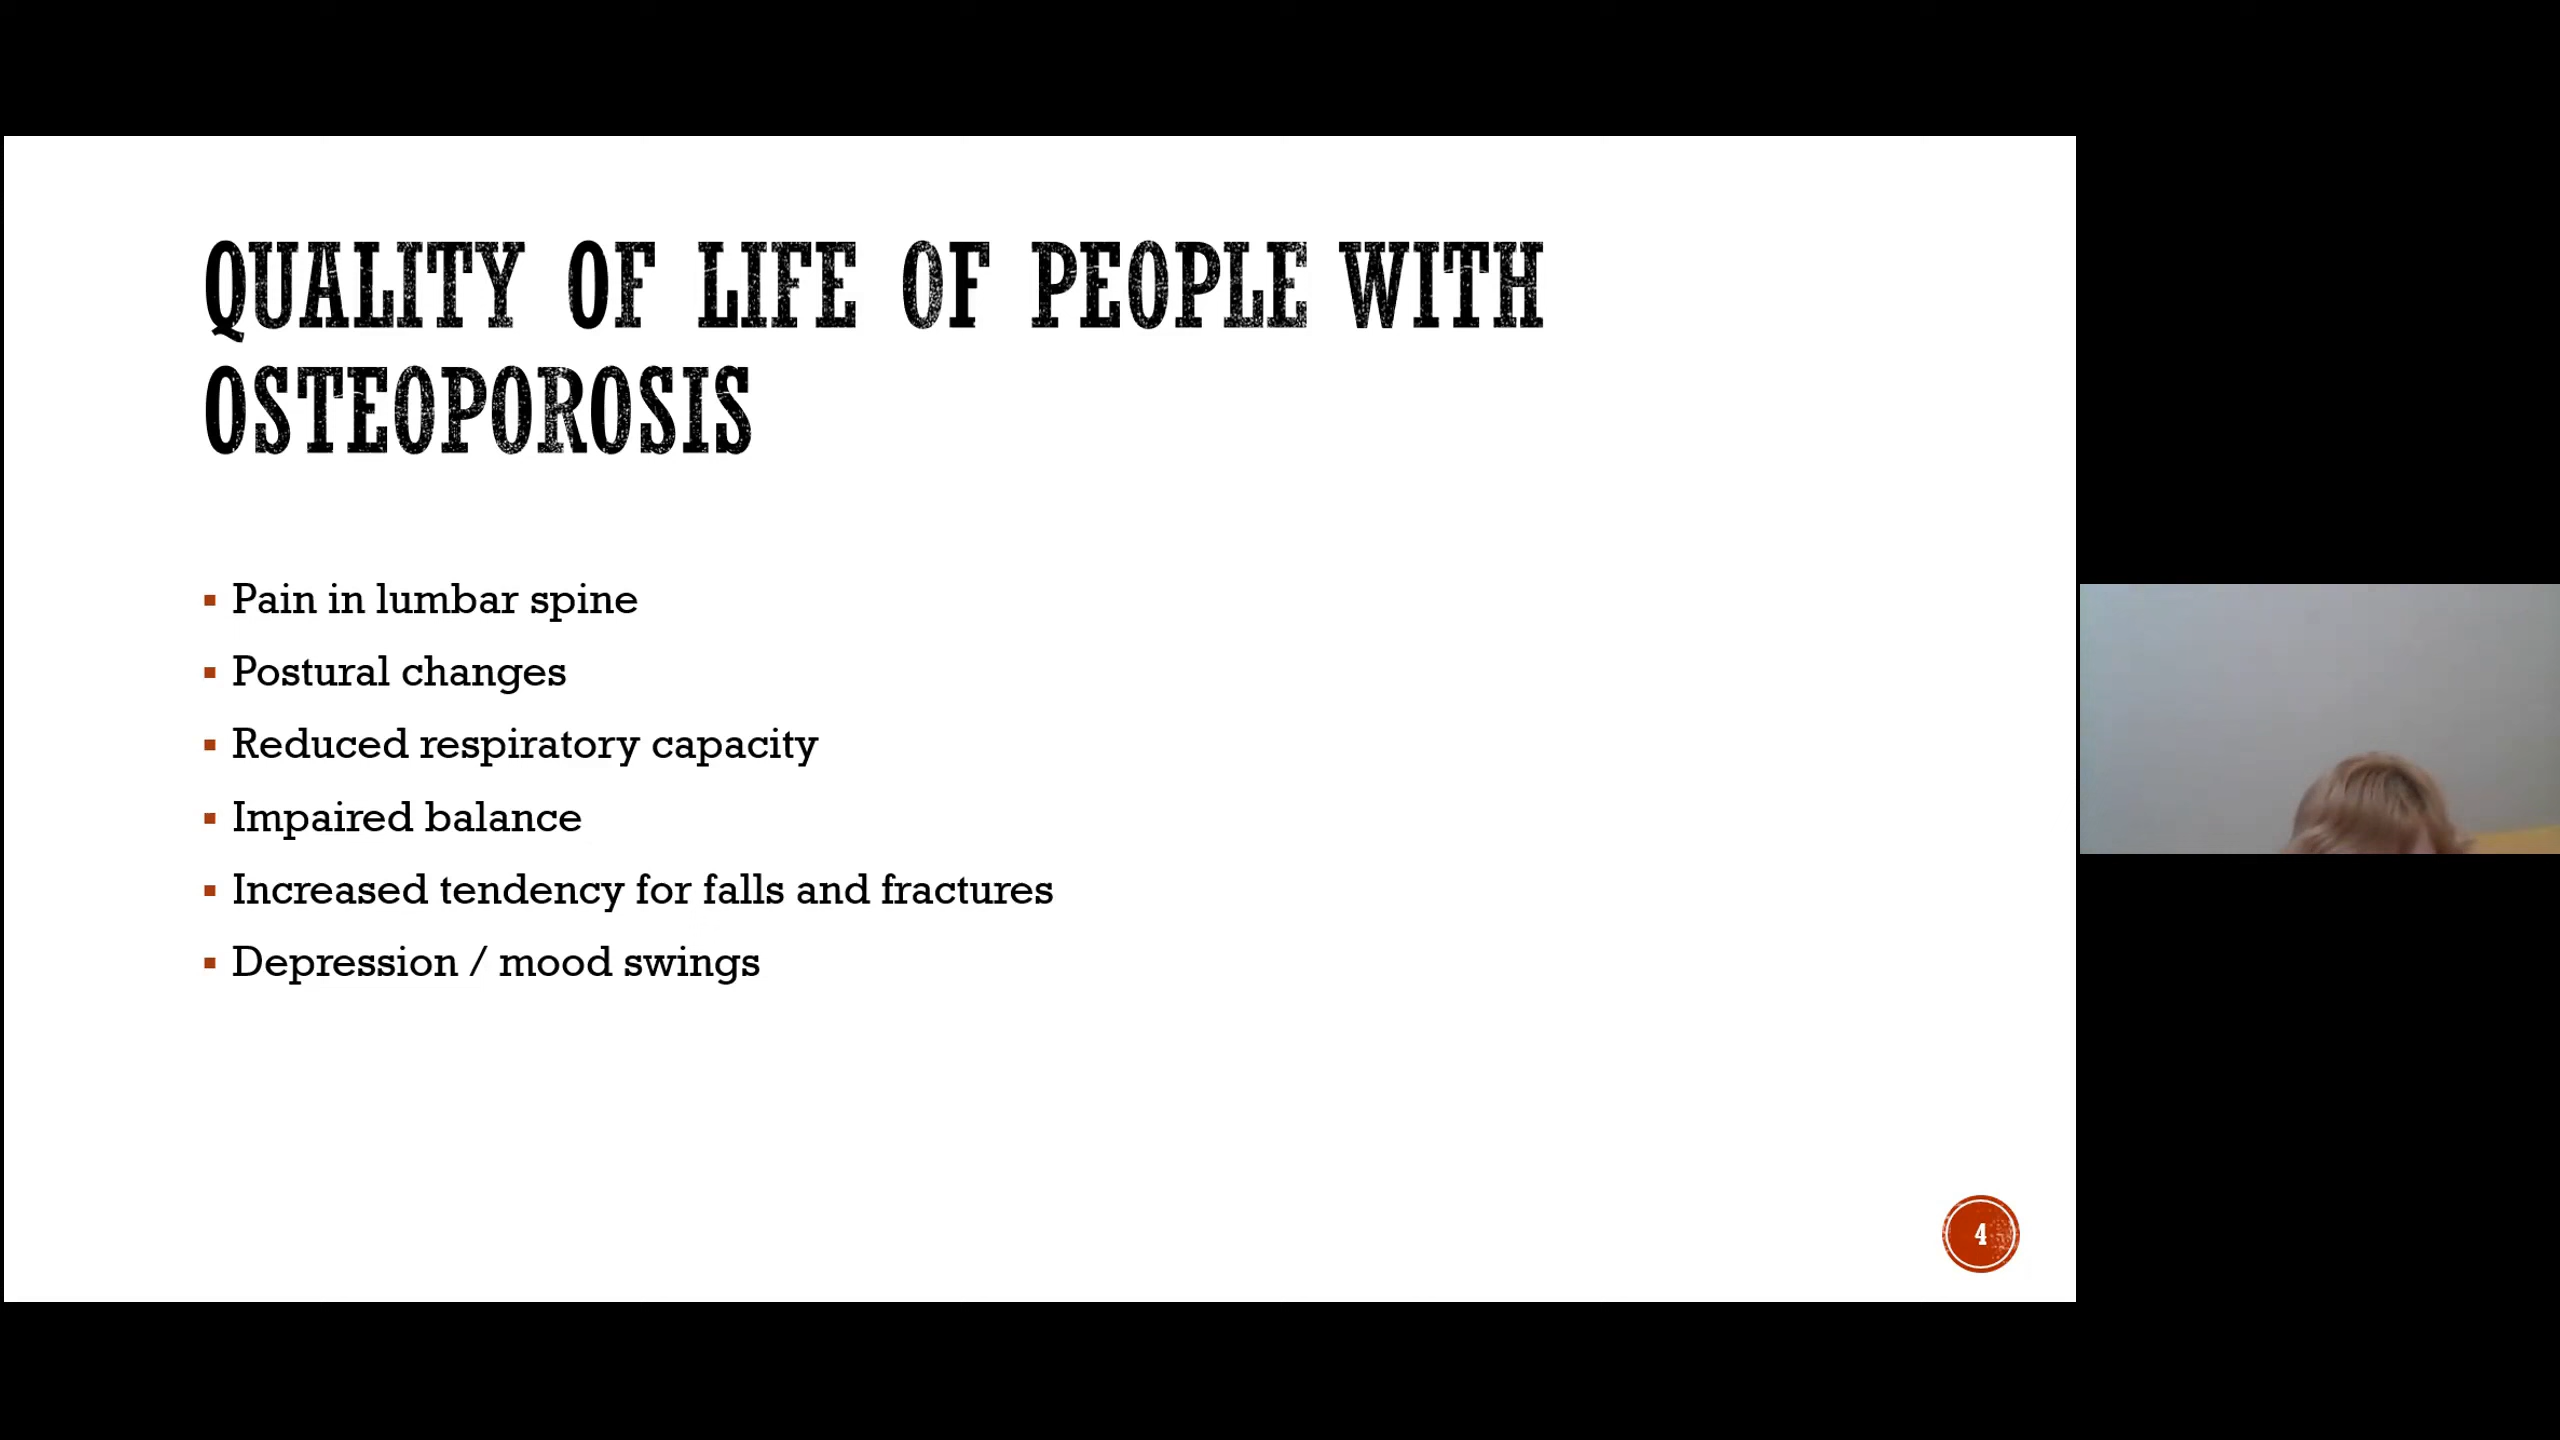 QUALITY OF LIFE OF PEOPLE WITH
OSTEOPOROSIS
▪ Pain in lumbar spine
▪ Postural changes
▪ Reduced respiratory capacity
▪ Impaired balance
▪ Increased tendency for falls and fractures
▪ Depression / mood swings
4